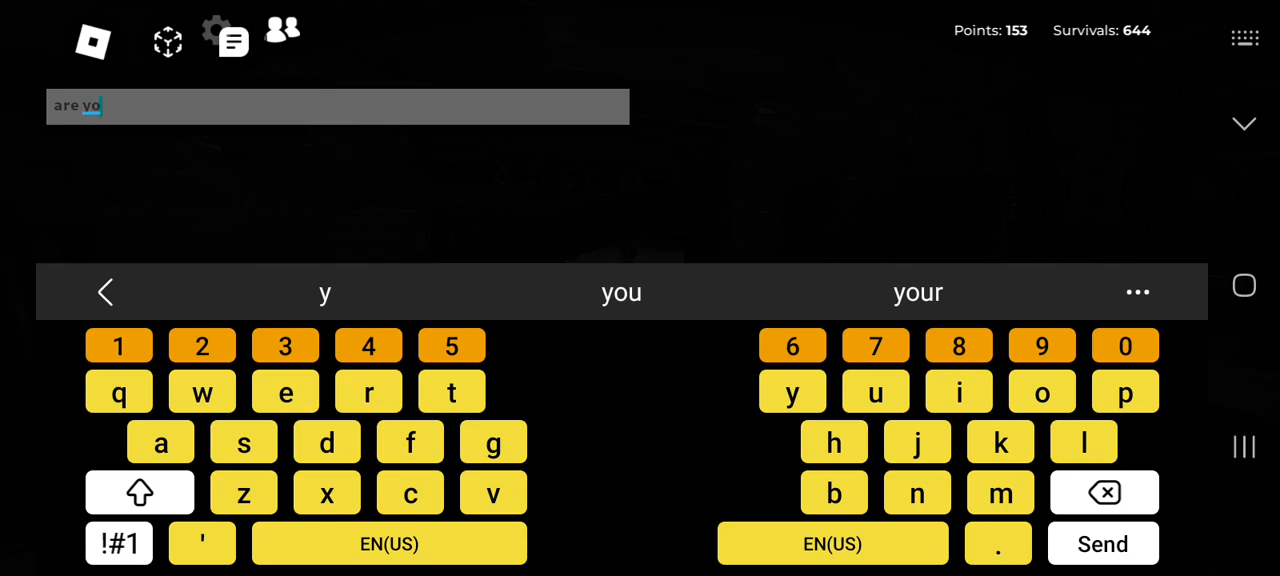 Points: 153 Survivals: 644
are yo
y you your
1 2 3 4 5 6 7 8 9 0
q w e r t y u i o p
a s d f g h j k l
z x c v b n m
!#1 ' EN(US) EN(US) . Send